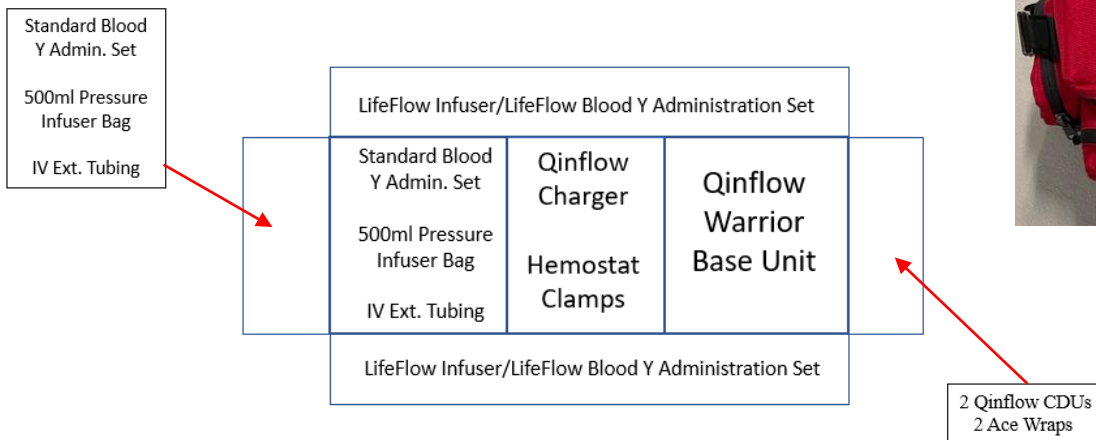 Standard Blood
Y Admin. Set
500ml Pressure
Infuser Bag
IV Ext. Tubing
LifeFlow Infuser/LifeFlow Blood Y Administration Set
Standard Blood
Y Admin. Set
500ml Pressure
Infuser Bag
IV Ext. Tubing
Qinflow
Charger
Hemostat
Clamps
Qinflow
Warrior
Base Unit
LifeFlow Infuser/LifeFlow Blood Y Administration Set
2 Qinflow CDUs
2 Ace Wraps